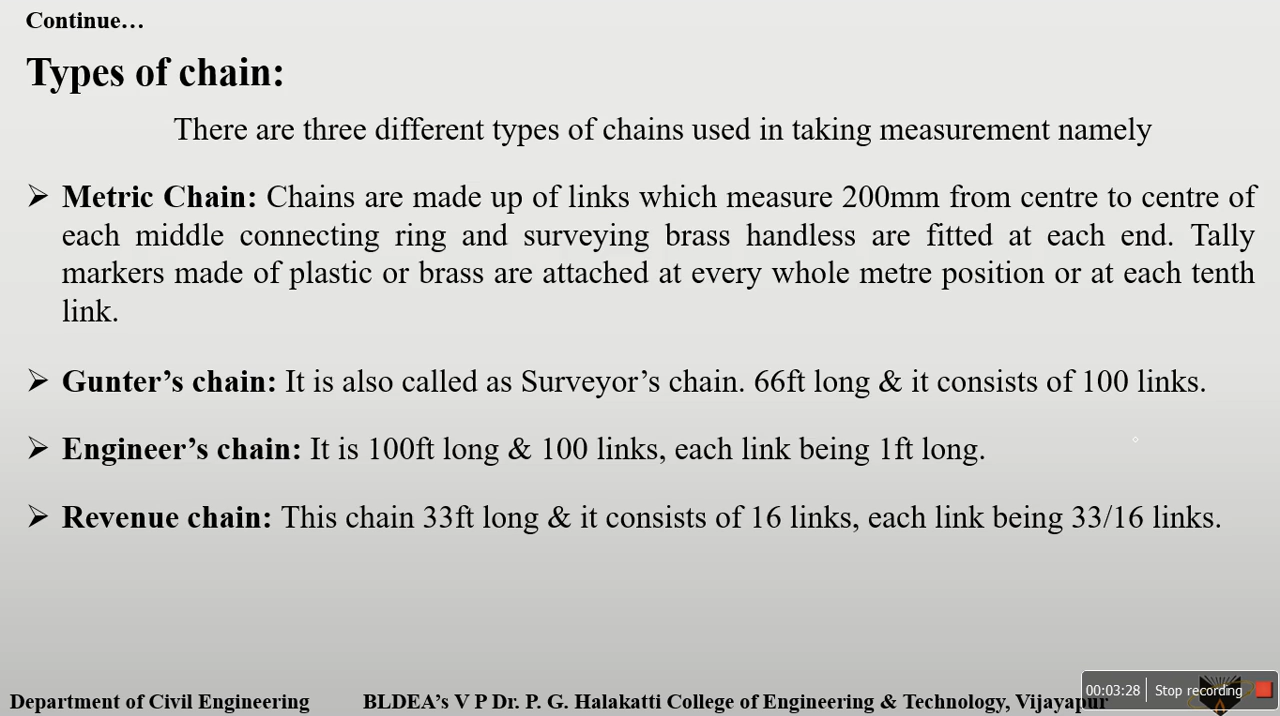 Continue…
Types of chain:
There are three different types of chains used in taking measurement namely
➢ Metric Chain: Chains are made up of links which measure 200mm from centre to centre of
each middle connecting ring and surveying brass handless are fitted at each end. Tally
markers made of plastic or brass are attached at every whole metre position or at each tenth
link.
➢ Gunter’s chain: It is also called as Surveyor’s chain. 66ft long & it consists of 100 links.
➢ Engineer’s chain: It is 100ft long & 100 links, each link being 1ft long.
➢ Revenue chain: This chain 33ft long & it consists of 16 links, each link being 33/16 links.
Department of Civil Engineering BLDEA’s V P Dr. P. G. Halakatti College of Engineering & Technology, Vijayapur
00:03:28 Stop recording